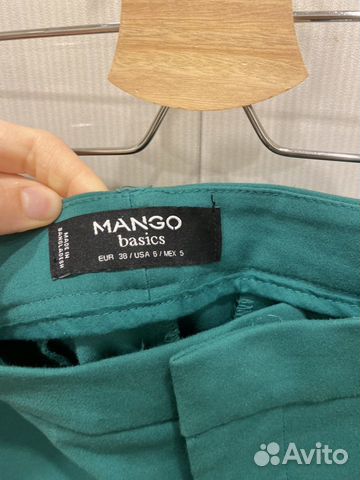 MANGO
basics
EUR 38 / USA 6 / MEX 5
MADE IN
BANGLADESH
Avito